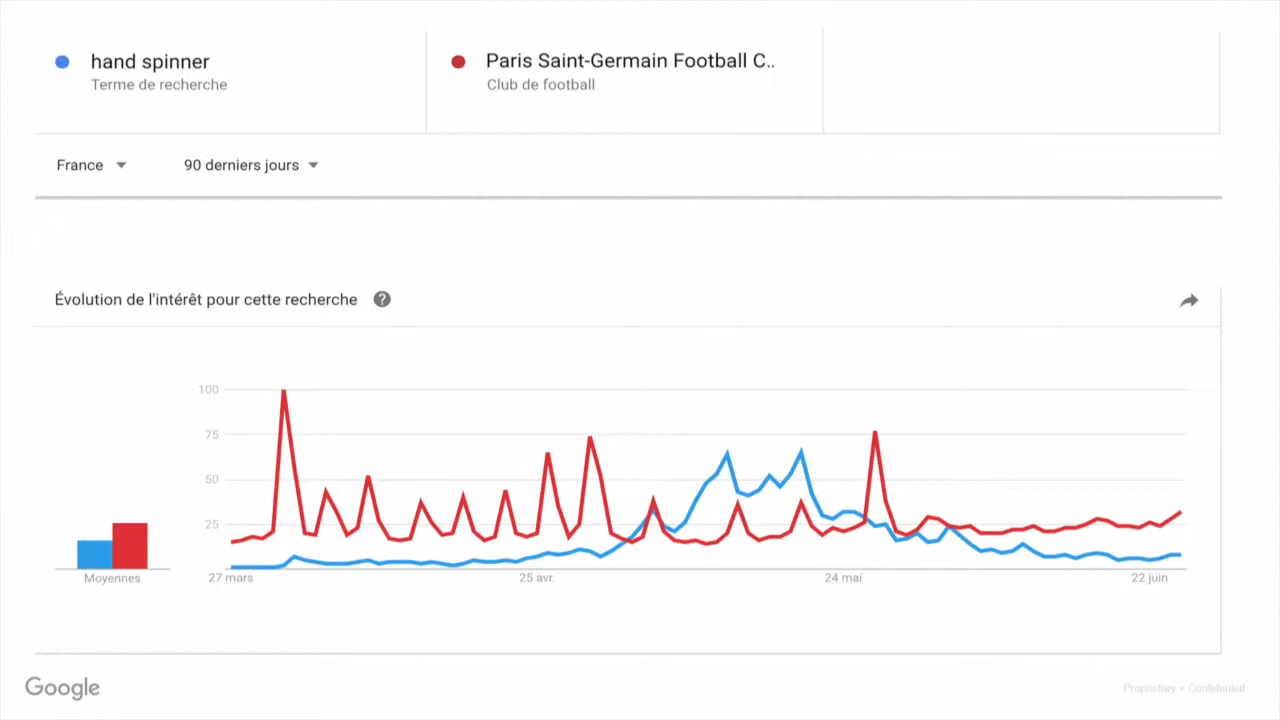 hand spinner
Terme de recherche
Paris Saint-Germain Football C..
Club de football
France
90 derniers jours
Évolution de l'intérêt pour cette recherche ?
100
75
50
25
Moyennes
27 mars
25 avr.
24 mai
22 juin
Google
Proprietary + Confidential